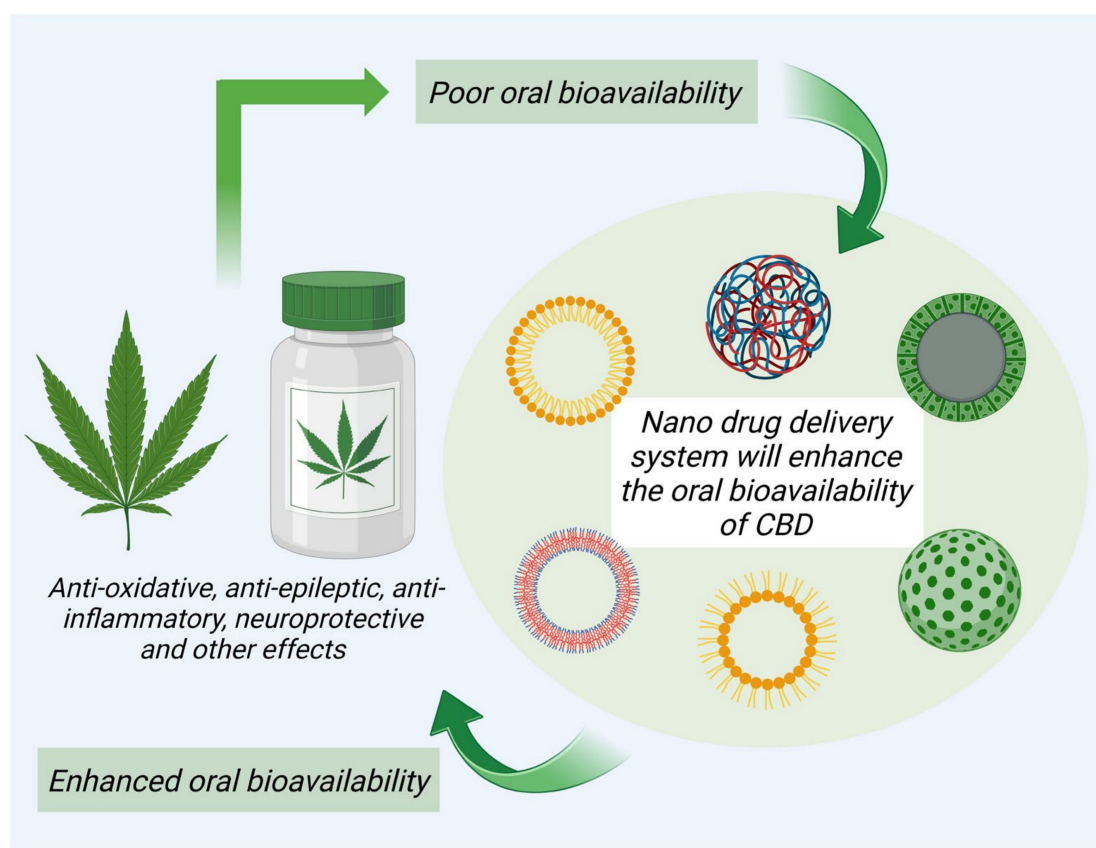 Poor oral bioavailability
Nano drug delivery
system will enhance
the oral bioavailability
of CBD
Anti-oxidative, anti-epileptic, anti-
inflammatory, neuroprotective
and other effects
Enhanced oral bioavailability